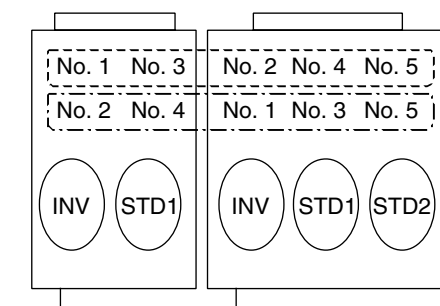 No. 1 No. 3 No. 2 No. 4 No. 5
No. 2 No. 4 No. 1 No. 3 No. 5
INV STD1 INV STD1 STD2